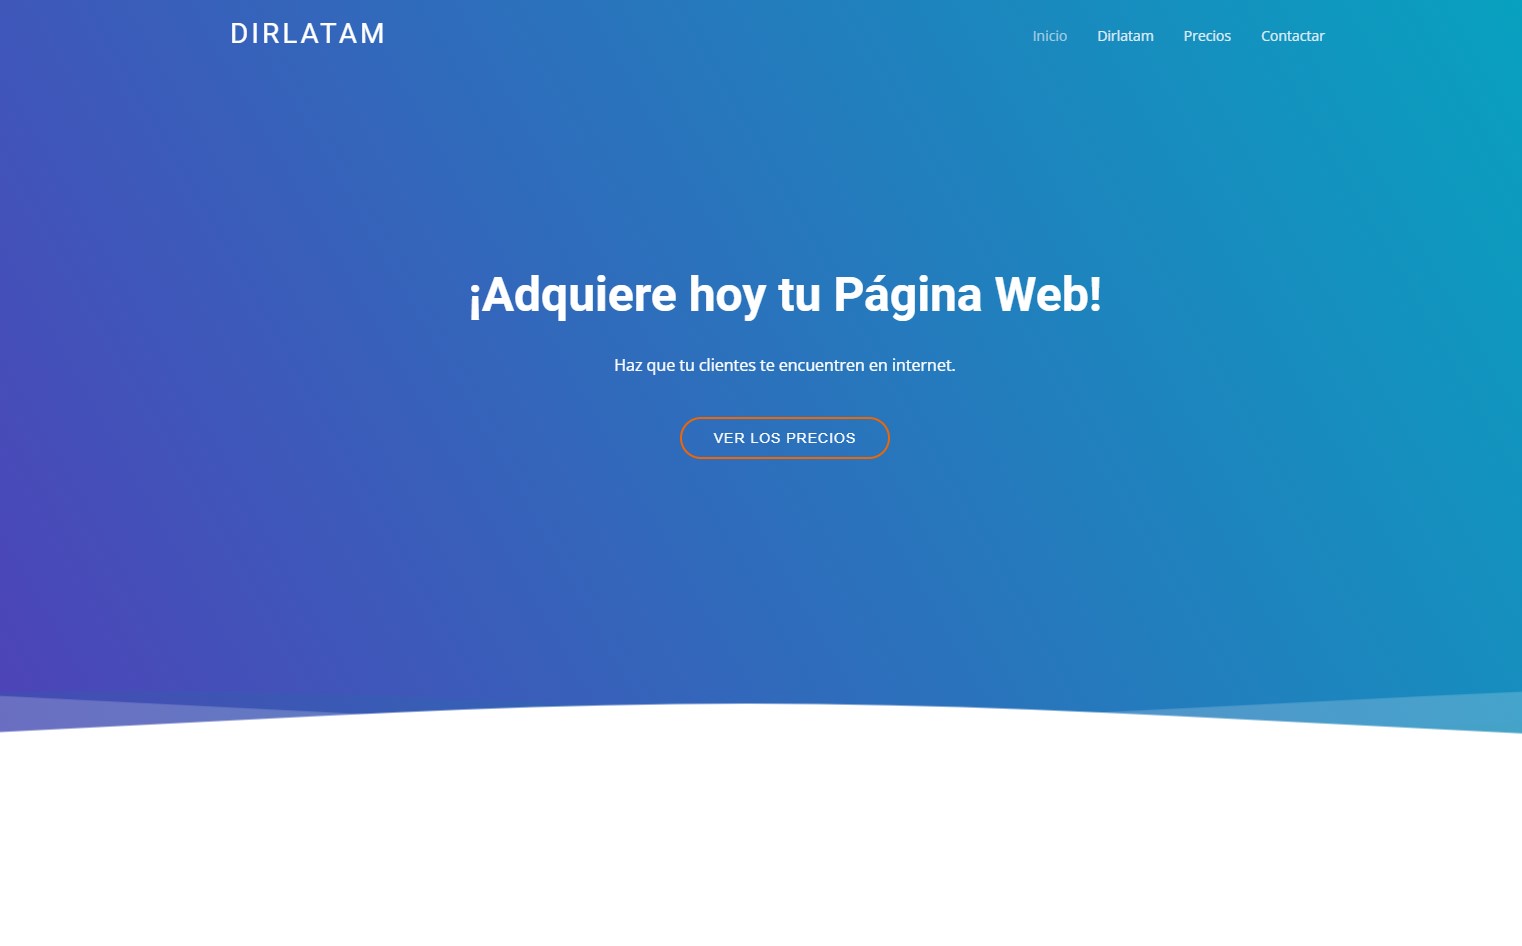 DIRLATAM
Inicio Dirlatam Precios Contactar
¡Adquiere hoy tu Página Web!
Haz que tu clientes te encuentren en internet.
VER LOS PRECIOS